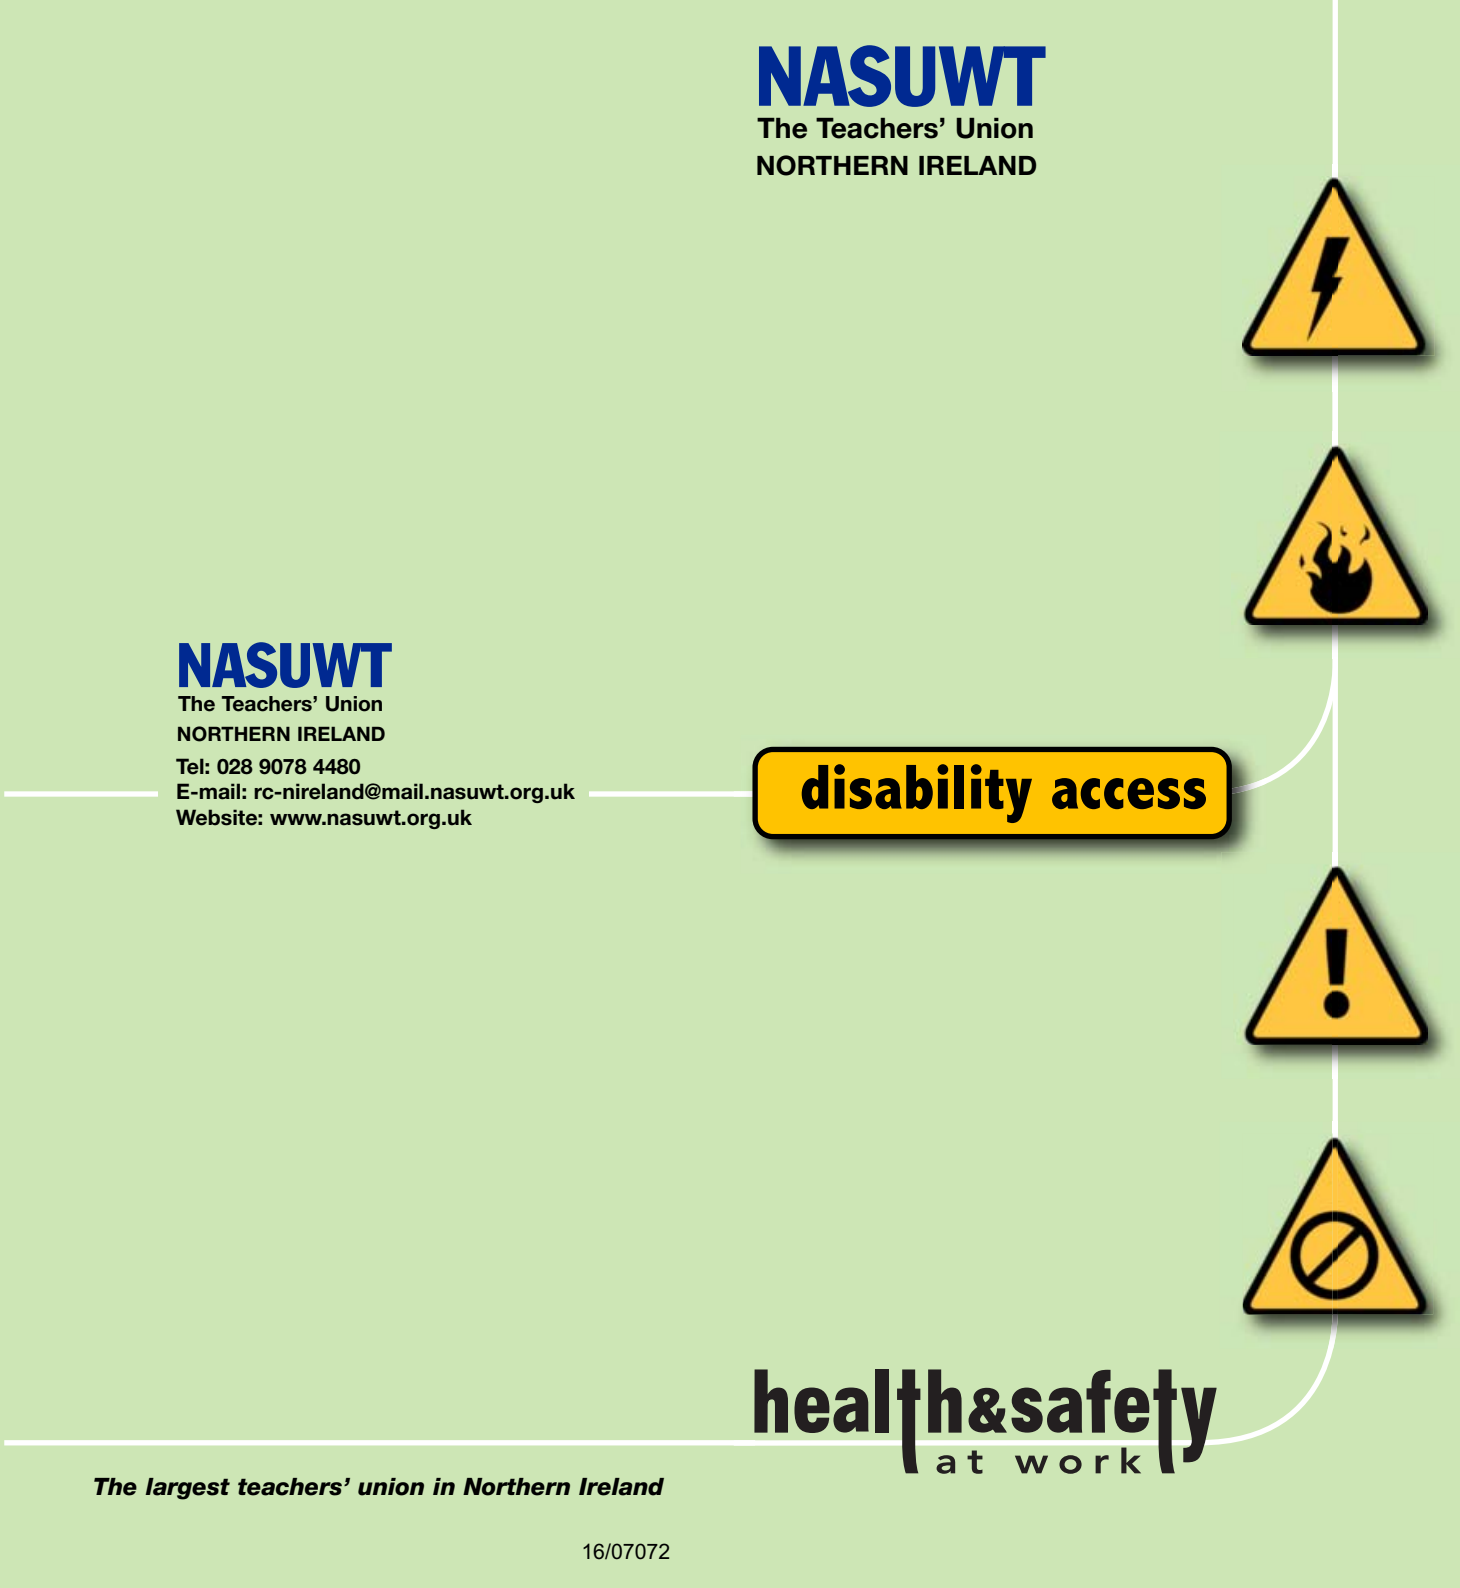 NASUWT
The Teachers’ Union
NORTHERN IRELAND
Tel: 028 9078 4480
E-mail: rc-nireland@mail.nasuwt.org.uk
Website: www.nasuwt.org.uk
The largest teachers’ union in Northern Ireland
16/07072
NASUWT
The Teachers’ Union
NORTHERN IRELAND
disability access
health&safety
at work